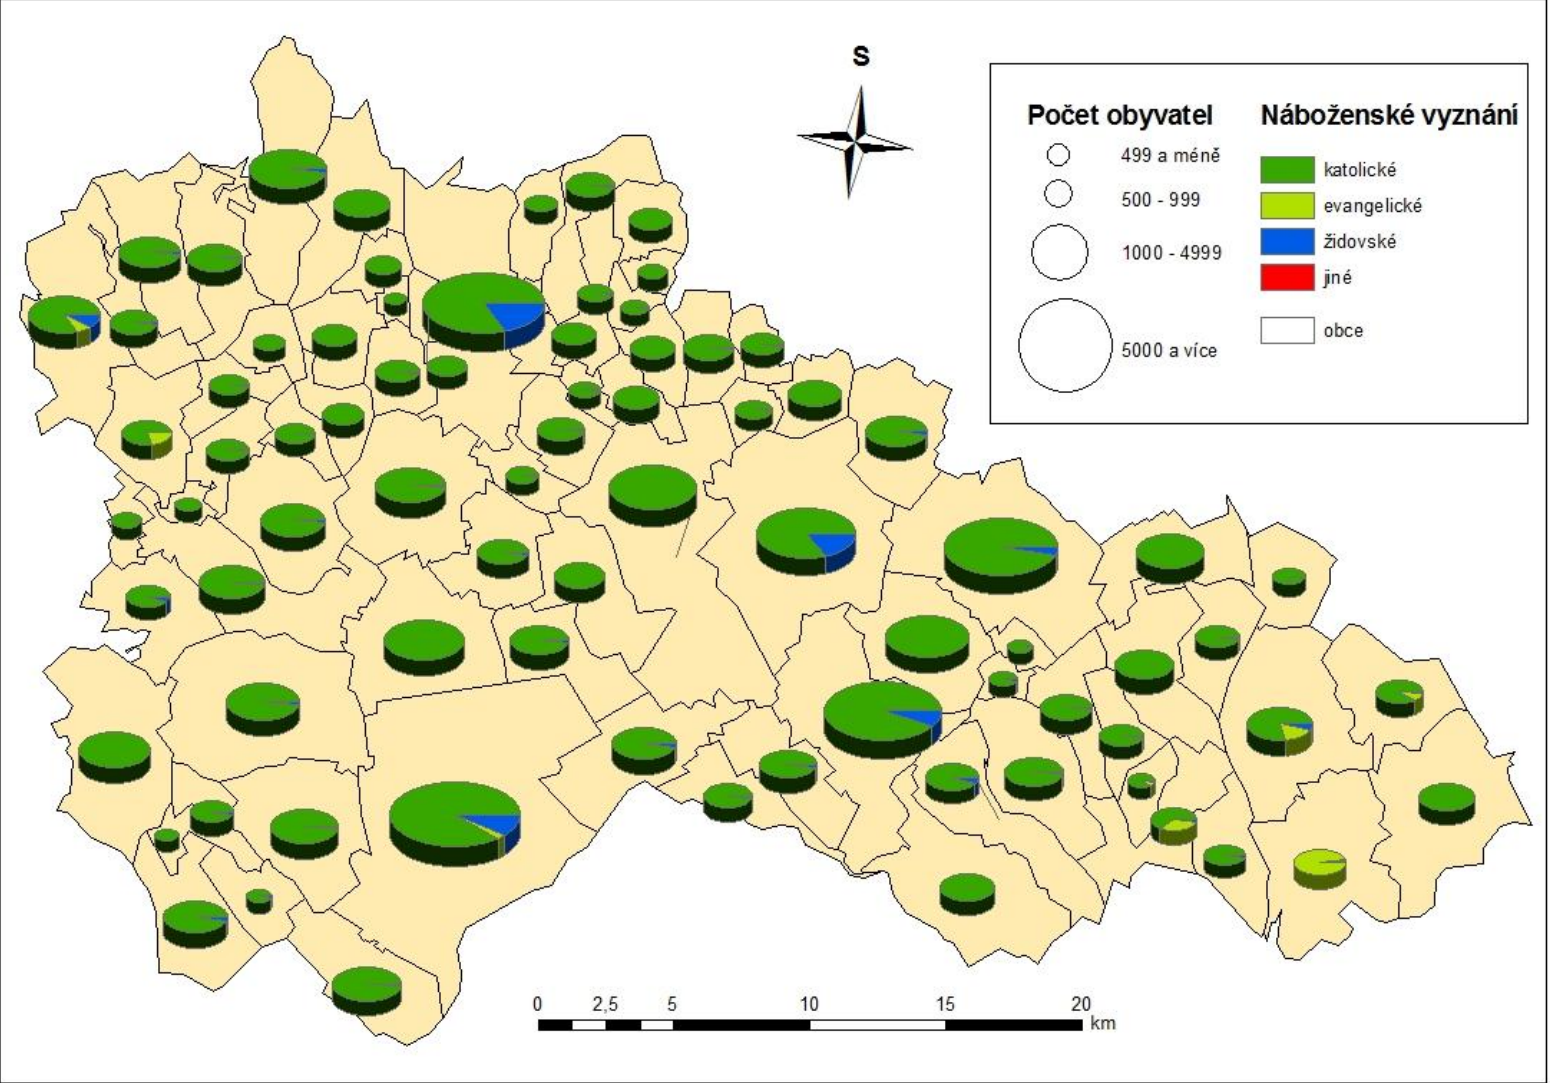 S
Počet obyvatel
499 a méně
500 - 999
1000 - 4999
5000 a více
Náboženské vyznání
katolické
evangelické
židovské
jiné
obce
0 2,5 5 10 15 20
km